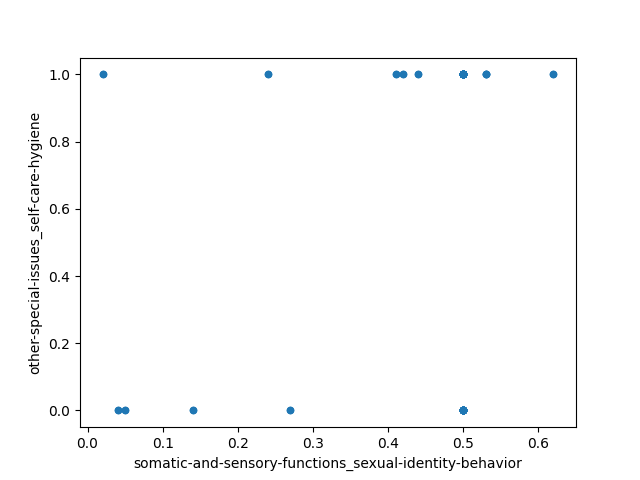 1.0
0.8
0.6
0.4
0.2
0.0
other-special-issues_self-care-hygiene
0.0 0.1 0.2 0.3 0.4 0.5 0.6
somatic-and-sensory-functions_sexual-identity-behavior